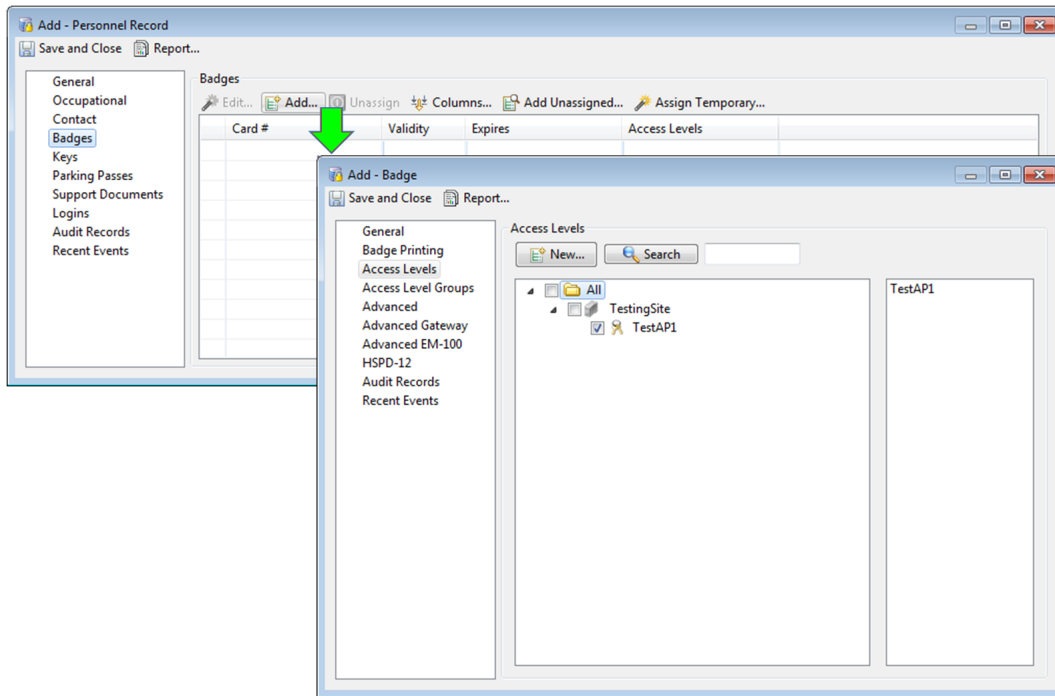 Add - Personnel Record
Save and Close Report...
General
Occupational
Contact
Badges
Keys
Parking Passes
Support Documents
Logins
Audit Records
Recent Events
Badges
Edit... Add... Unassign Columns... Add Unassigned... Assign Temporary...
Card # Validity Expires Access Levels
Add - Badge
Save and Close Report...
General
Badge Printing
Access Levels
Access Level Groups
Advanced
Advanced Gateway
Advanced EM-100
HSPD-12
Audit Records
Recent Events
Access Levels
New... Search
All
TestingSite
TestAP1
TestAP1